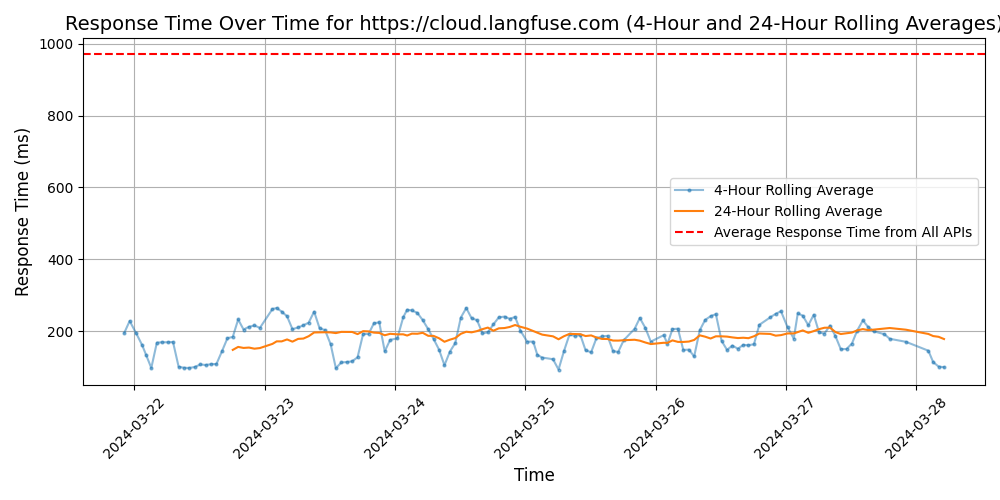 Response Time Over Time for https://cloud.langfuse.com (4-Hour and 24-Hour Rolling Averages)
1000
800
600
400
200
Response Time (ms)
4-Hour Rolling Average
24-Hour Rolling Average
Average Response Time from All APIs
2024-03-22
2024-03-23
2024-03-24
2024-03-25
2024-03-26
2024-03-27
2024-03-28
Time